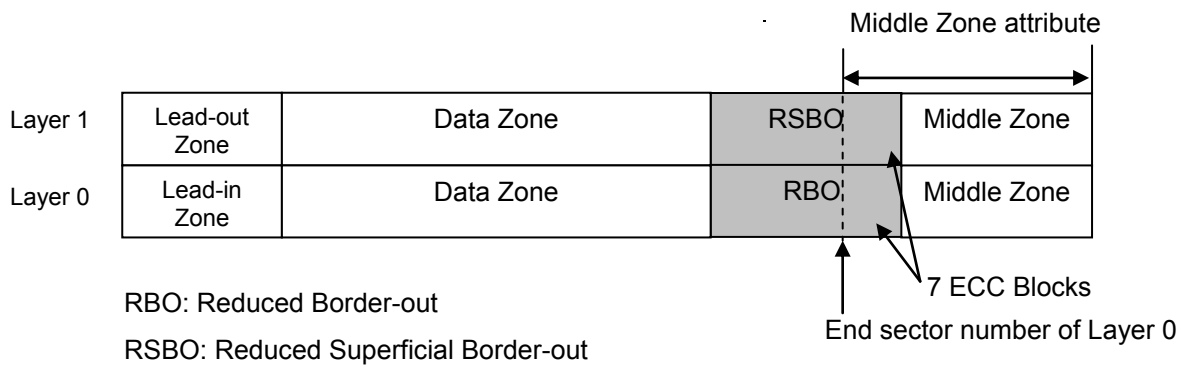 Middle Zone attribute
Layer 1
Lead-out
Zone
Data Zone
RSBO
Middle Zone
Layer 0
Lead-in
Zone
Data Zone
RBO
Middle Zone
7 ECC Blocks
RBO: Reduced Border-out
End sector number of Layer 0
RSBO: Reduced Superficial Border-out